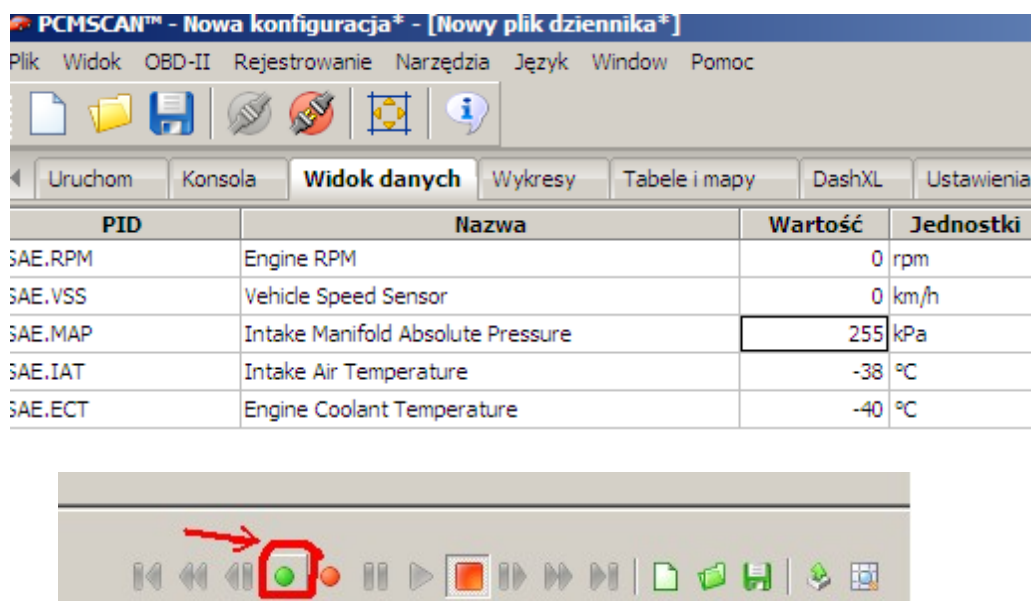 PCMSCAN™ - Nowa konfiguracja* - [Nowy plik dziennika*]
Plik Widok OBD-II Rejestrowanie Narzędzia Język Window Pomoc
Uruchom Konsola Widok danych Wykresy Tabele i mapy DashXL Ustawienia
PID Nazwa Wartość Jednostki
SAE.RPM Engine RPM 0 rpm
SAE.VSS Vehicle Speed Sensor 0 km/h
SAE.MAP Intake Manifold Absolute Pressure 255 kPa
SAE.IAT Intake Air Temperature -38 °C
SAE.ECT Engine Coolant Temperature -40 °C